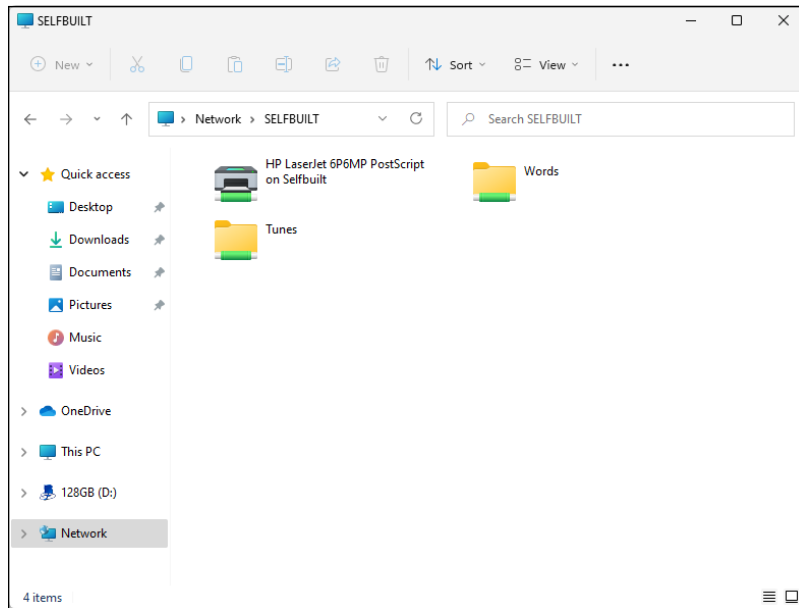 SELFBUILT
New
Sort
View
Network > SELFBUILT
Search SELFBUILT
Quick access
Desktop
Downloads
Documents
Pictures
Music
Videos
OneDrive
This PC
128GB (D:)
Network
HP LaserJet 6P6MP PostScript
on Selfbuilt
Words
Tunes
4 items